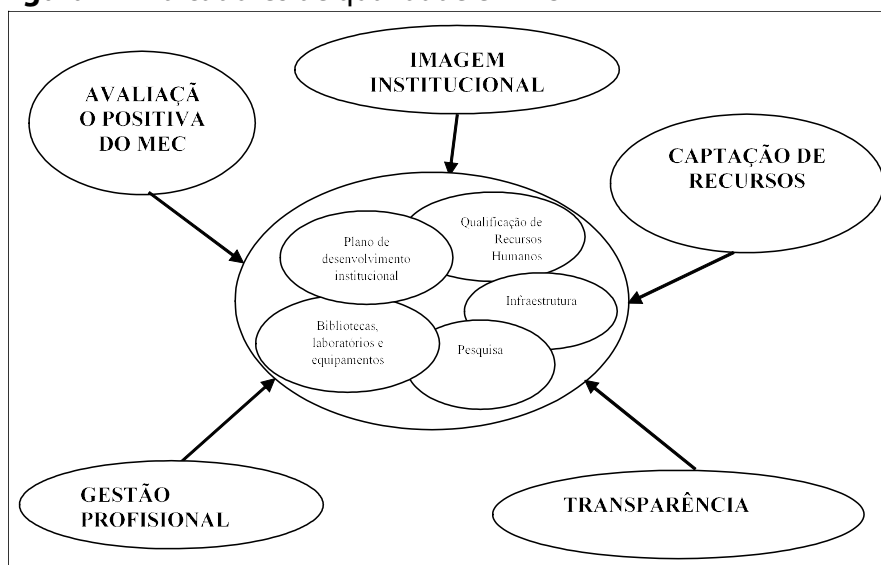 IMAGEM
INSTITUCIONAL
AVALIAÇÃ
O POSITIVA
DO MEC
CAPTAÇÃO DE
RECURSOS
Qualificação de
Recursos
Humanos
Plano de
desenvolvimento
institucional
Infraestrutura
Bibliotecas,
laboratórios e
equipamentos
Pesquisa
GESTÃO
PROFISIONAL
TRANSPARÊNCIA